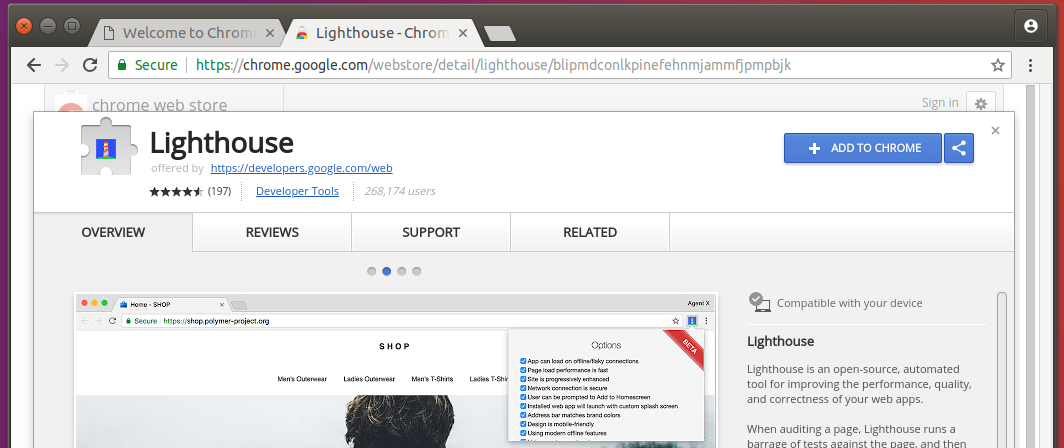 Welcome to Chrome
Lighthouse - Chrom
Secure https://chrome.google.com/webstore/detail/lighthouse/blipmdconlkpinefehnmjammfjpmpbjk
chrome web store
Sign in
Lighthouse
offered by https://developers.google.com/web
(197) Developer Tools 268,174 users
ADD TO CHROME
OVERVIEW REVIEWS SUPPORT RELATED
Home - SHOP
Agent X
Secure https://shop.polymer-project.org
SHOP
Men's Outerwear Ladies Outerwear Men's T-Shirts Ladies T-S
Options
BETA
App can load on offline/flaky connections
Page load performance is fast
Site is progressively enhanced
Network connection is secure
User can be prompted to Add to Homescreen
Installed web app will launch with custom splash screen
Address bar matches brand colors
Design is mobile-friendly
Using modern offline features
Compatible with your device
Lighthouse
Lighthouse is an open-source, automated
tool for improving the performance, quality,
and correctness of your web apps.
When auditing a page, Lighthouse runs a
barrage of tests against the page, and then